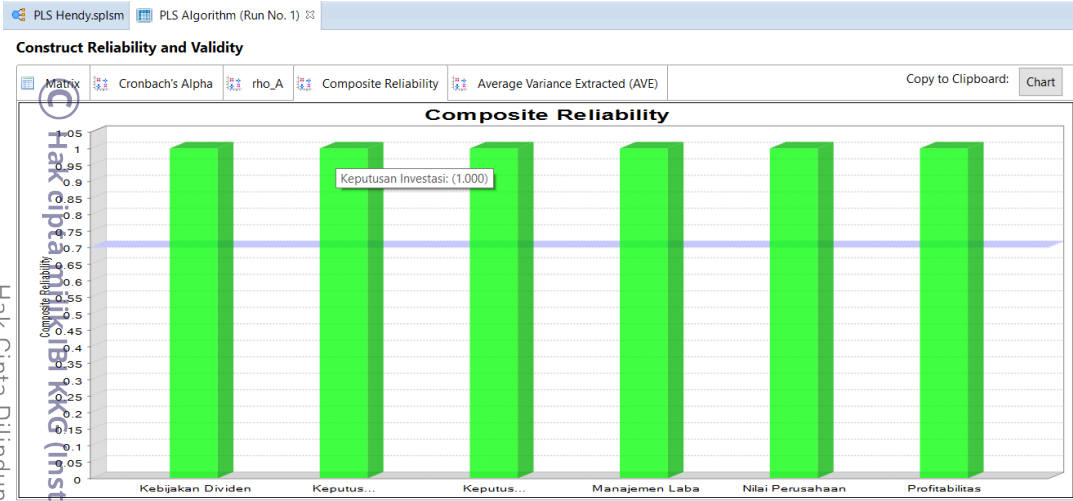 PLS Hendy.splsm
PLS Algorithm (Run No. 1)
Construct Reliability and Validity
Matrix
Cronbach's Alpha
rho_A
Composite Reliability
Average Variance Extracted (AVE)
Copy to Clipboard:
Chart
Composite Reliability
1.05
1
0.95
0.9
0.85
0.8
0.75
0.7
0.65
0.6
0.55
0.5
0.45
0.4
0.35
0.3
0.25
0.2
0.15
0.1
0.05
0
Composite Reliability
Keputusan Investasi: (1.000)
Kebijakan Dividen
Keputus...
Keputus...
Manajemen Laba
Nilai Perusahaan
Profitabilitas
© Hak cipta milik IBI KKG (Inst
Hak Cipta Dilindun